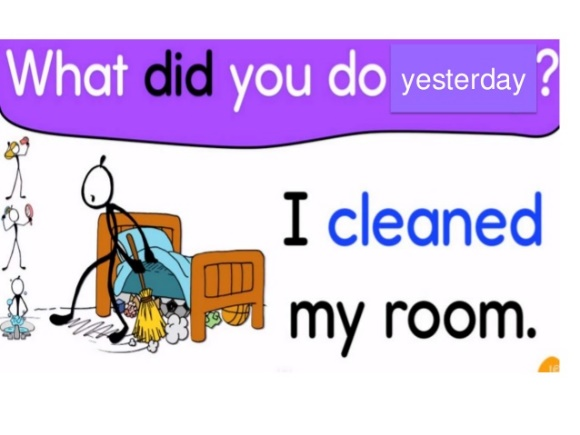 What did you do yesterday ?
I cleaned
my room.